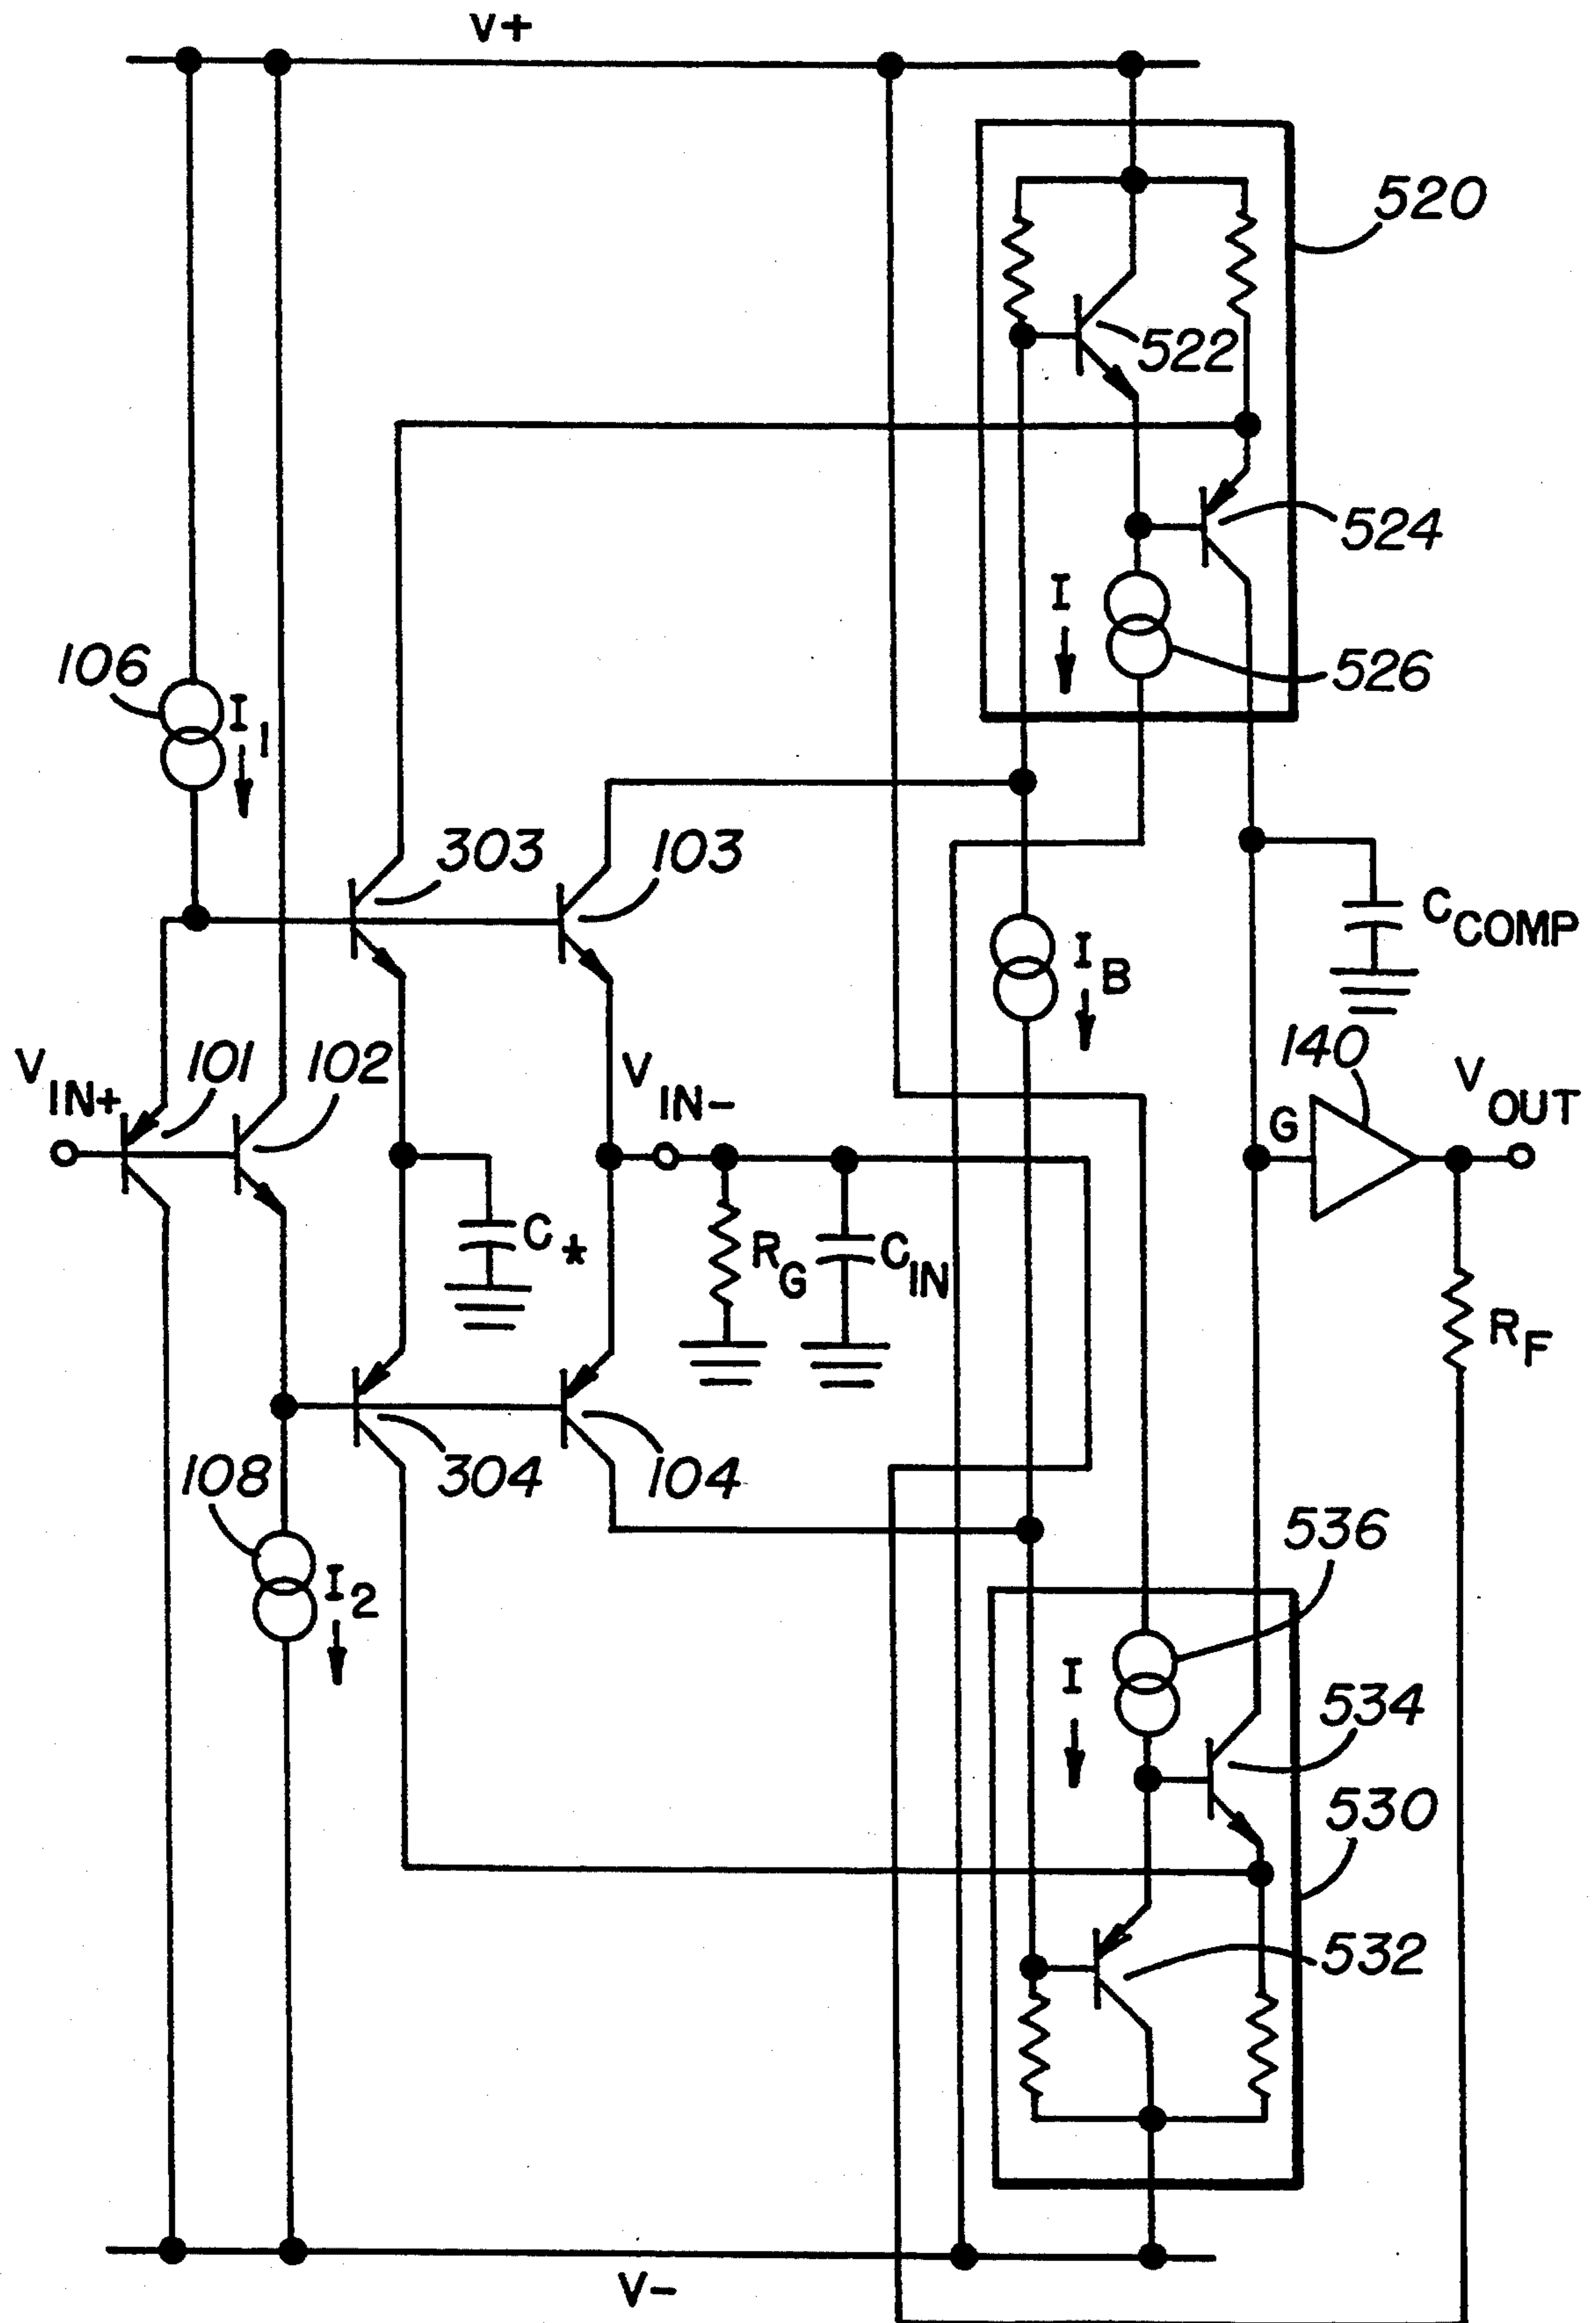 V+
520
522
524
I
526
106
I1
303
103
IB
CCOMP
140
VIN+
101
102
VIN-
G
VOUT
C*
RG
CIN
RF
108
I2
304
104
536
I
534
530
532
V-